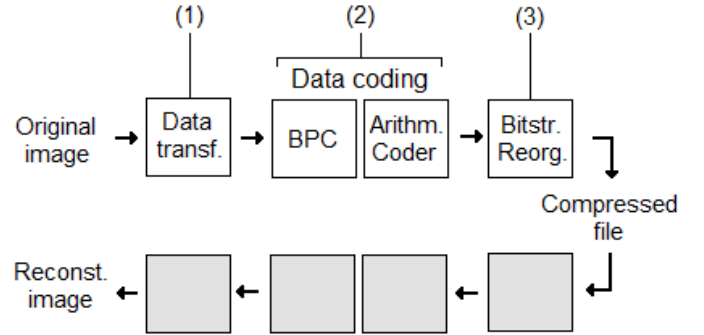 (1)
(2)
(3)
Data coding
Original
image
Data
transf.
BPC
Arithm.
Coder
Bitstr.
Reorg.
Compressed
file
Reconst.
image